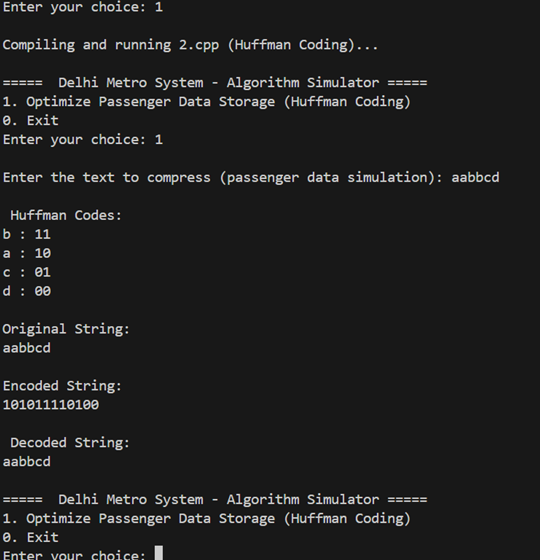 Enter your choice: 1
Compiling and running 2.cpp (Huffman Coding)...
=====  Delhi Metro System - Algorithm Simulator =====
1. Optimize Passenger Data Storage (Huffman Coding)
0. Exit
Enter your choice: 1
Enter the text to compress (passenger data simulation): aabbcd
Huffman Codes:
b : 11
a : 10
c : 01
d : 00
Original String:
aabbcd
Encoded String:
101011110100
Decoded String:
aabbcd
=====  Delhi Metro System - Algorithm Simulator =====
1. Optimize Passenger Data Storage (Huffman Coding)
0. Exit
Enter your choice: